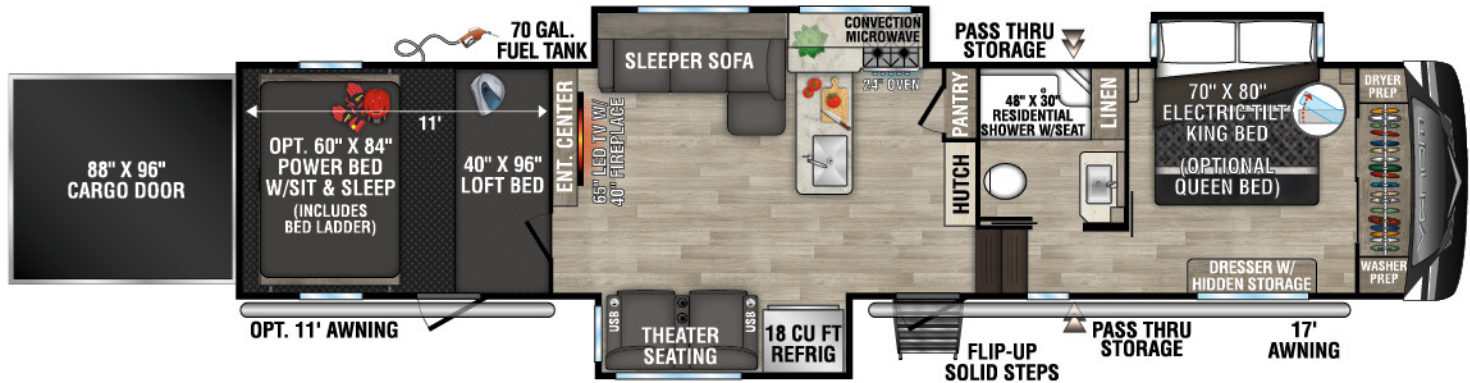 70 GAL.
FUEL TANK
88" X 96"
CARGO DOOR
11'
OPT. 60" X 84"
POWER BED
W/SIT & SLEEP
(INCLUDES
BED LADDER)
40" X 96"
LOFT BED
OPT. 11' AWNING
ENT. CENTER
65" LED TV W/
40" FIREPLACE
SLEEPER SOFA
CONVECTION
MICROWAVE
24" OVEN
USB
THEATER
SEATING
USB
18 CU FT
REFRIG
PANTRY
HUTCH
FLIP-UP
SOLID STEPS
PASS THRU
STORAGE
48" X 30"
RESIDENTIAL
SHOWER W/SEAT
LINEN
70" X 80"
ELECTRIC TILT
KING BED
(OPTIONAL
QUEEN BED)
DRESSER W/
HIDDEN STORAGE
PASS THRU
STORAGE
17'
AWNING
DRYER
PREP
WASHER
PREP